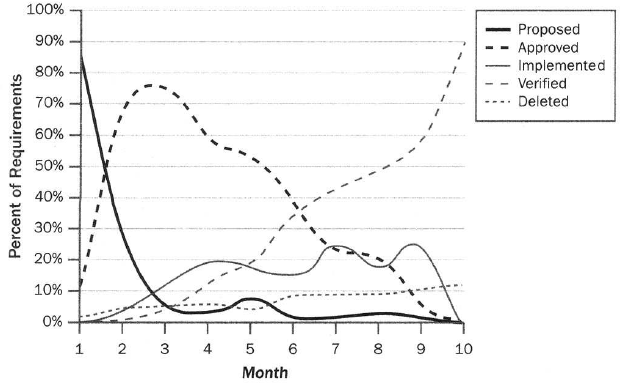 100%
90%
80%
70%
60%
50%
40%
30%
20%
10%
0%
Percent of Requirements
1 2 3 4 5 6 7 8 9 10
Month
Proposed
Approved
Implemented
Verified
Deleted